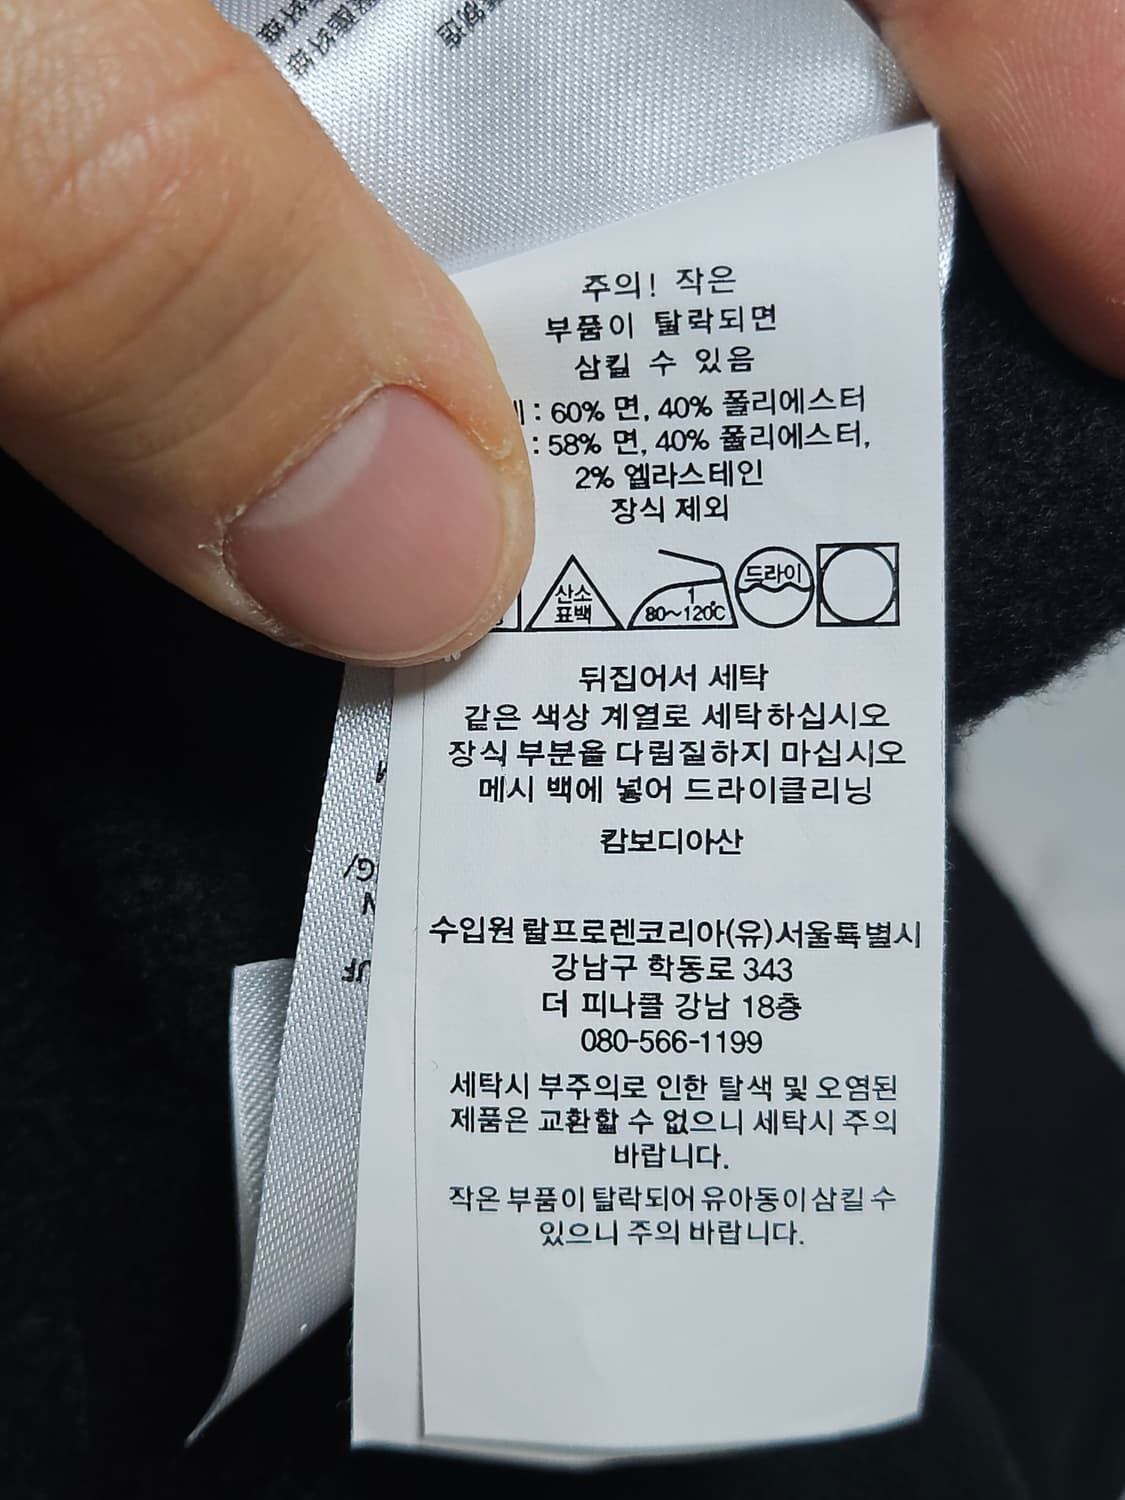 주의! 작은
부품이 탈락되면
삼킬 수 있음
: 60% 면, 40% 폴리에스터
: 58% 면, 40% 폴리에스터,
2% 엘라스테인
장식 제외
산소
표백
1
80~120℃
드라이
뒤집어서 세탁
같은 색상 계열로 세탁하십시오
장식 부분을 다림질하지 마십시오
메시 백에 넣어 드라이클리닝
캄보디아산
수입원 랄프로렌코리아(유)서울특별시
강남구 학동로 343
더 피나클 강남 18층
080-566-1199
세탁시 부주의로 인한 탈색 및 오염된
제품은 교환할 수 없으니 세탁시 주의
바랍니다.
작은 부품이 탈락되어 유아동이 삼킬 수
있으니 주의 바랍니다.